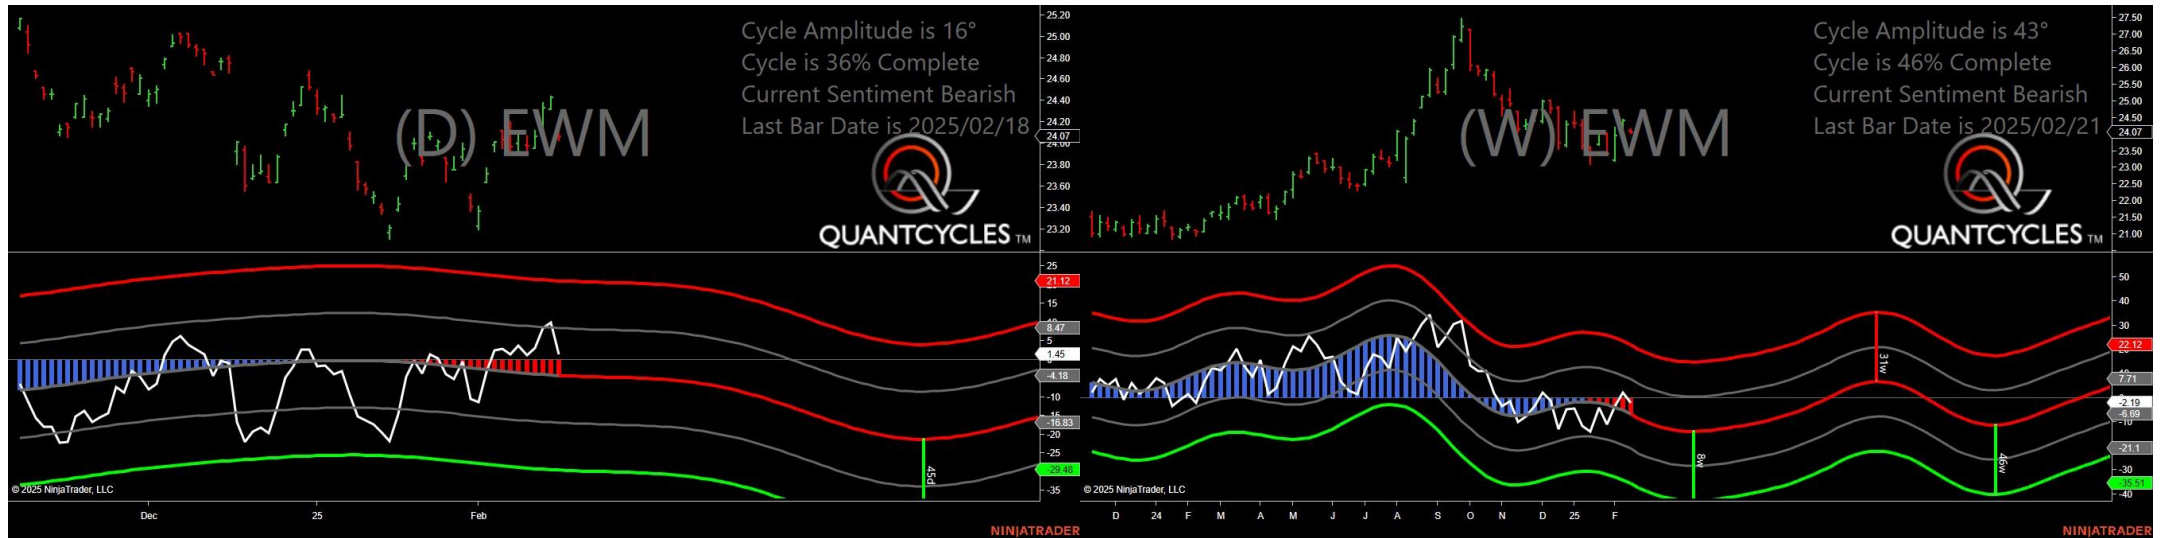 Cycle Amplitude is 16°
Cycle is 36% Complete
Current Sentiment Bearish
Last Bar Date is 2025/02/18
(D) EWM
QUANTCYCLES TM
25.20
25.00
24.80
24.60
24.40
24.20
24.07
24.00
23.80
23.60
23.40
23.20
25
21.12
15
8.47
5
1.45
-4.18
-10
-15
-16.83
-20
-25
-29.48
-35
45d
© 2025 NinjaTrader, LLC
Dec
25
Feb
NINJATRADER
Cycle Amplitude is 43°
Cycle is 46% Complete
Current Sentiment Bearish
Last Bar Date is 2025/02/21
(W) EWM
QUANTCYCLES TM
27.50
27.00
26.50
26.00
25.50
25.00
24.50
24.07
23.50
23.00
22.50
22.00
21.50
21.00
50
40
30
22.12
7.71
-2.19
-6.69
-10
-21.1
-30
-35.51
-40
31w
8w
46w
© 2025 NinjaTrader, LLC
D
24
F
M
A
M
J
J
A
S
O
N
D
25
F
NINJATRADER